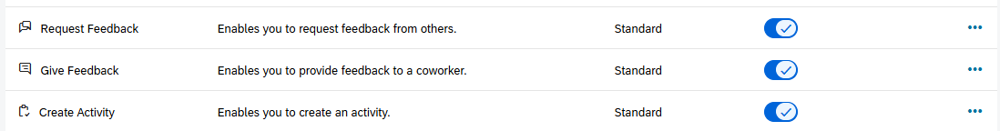 Request Feedback Enables you to request feedback from others. Standard
Give Feedback Enables you to provide feedback to a coworker. Standard
Create Activity Enables you to create an activity. Standard